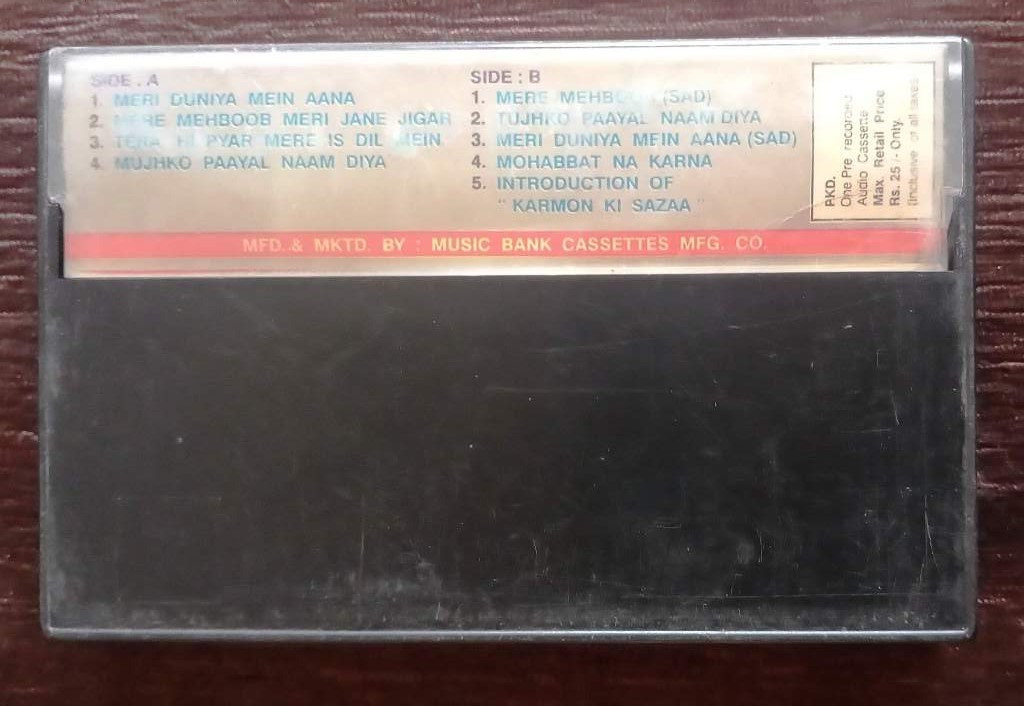 SIDE : A
1. MERI DUNIYA MEIN AANA
2. MERE MEHBOOB MERI JANE JIGAR
3. TERA HI PYAR MERE IS DIL MEIN
4. MUJHKO PAAYAL NAAM DIYA
SIDE : B
1. MERE MEHBOOB (SAD)
2. TUJHKO PAAYAL NAAM DIYA
3. MERI DUNIYA MEIN AANA (SAD)
4. MOHABBAT NA KARNA
5. INTRODUCTION OF
" KARMON KI SAZAA "
PKD.
One Pre recorded
Audio Cassette
Max. Retail Price
Rs. 25/- Only.
(Inclusive of all taxes
MFD. & MKTD. BY : MUSIC BANK CASSETTES MFG. CO.